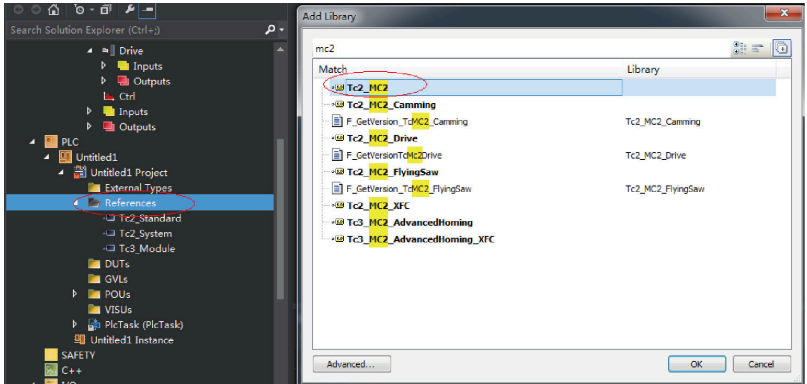 Search Solution Explorer (Ctrl+;)
Drive
Inputs
Outputs
Ctrl
Inputs
Outputs
PLC
Untitled1
Untitled1 Project
External Types
References
Tc2_Standard
Tc2_System
Tc3_Module
DUTs
GVLs
POUs
VISUs
PlcTask (PlcTask)
Untitled1 Instance
SAFETY
C++
Add Library
mc2
Match Library
Tc2_MC2
Tc2_MC2_Camming
F_GetVersion_TcMC2_Camming Tc2_MC2_Camming
Tc2_MC2_Drive
F_GetVersionTcMc2Drive Tc2_MC2_Drive
Tc2_MC2_FlyingSaw
F_GetVersion_TcMC2_FlyingSaw Tc2_MC2_FlyingSaw
Tc2_MC2_XFC
Tc3_MC2_AdvancedHoming
Tc3_MC2_AdvancedHoming_XFC
Advanced... OK Cancel